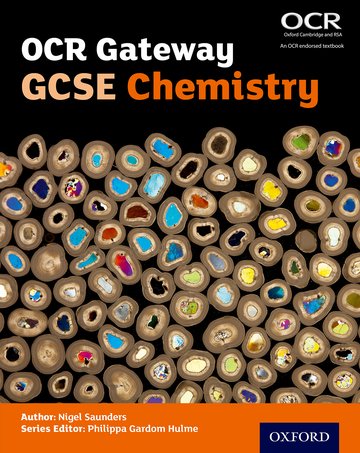 OCR
Oxford Cambridge and RSA
An OCR endorsed textbook
OCR Gateway
GCSE Chemistry
Author: Nigel Saunders
Series Editor: Philippa Gardom Hulme
OXFORD